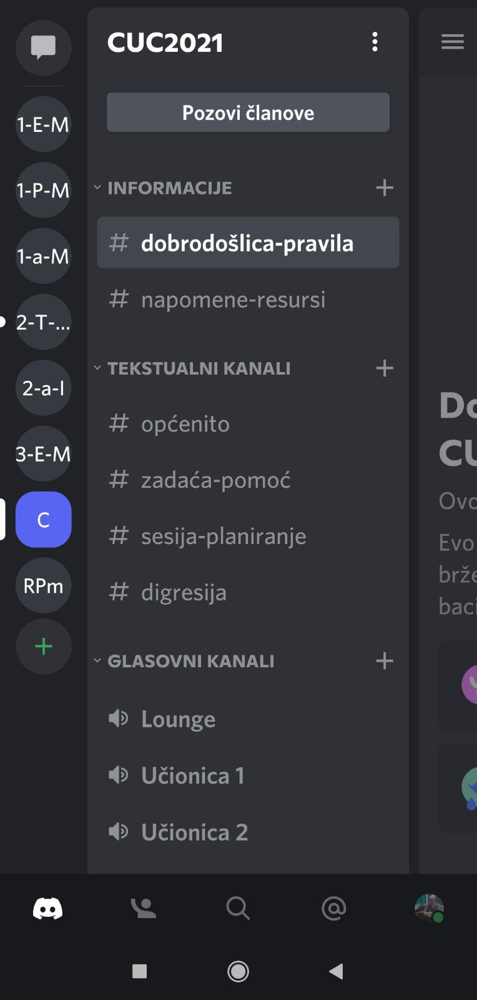 CUC2021
Pozovi članove
INFORMACIJE
# dobrodošlica-pravila
# napomene-resursi
TEKSTUALNI KANALI
# općenito
# zadaća-pomoć
# sesija-planiranje
# digresija
GLASOVNI KANALI
Lounge
Učionica 1
Učionica 2
1-E-M
1-P-M
1-a-M
2-T-...
2-a-I
3-E-M
C
RPm
Do
CU
Ovo
Evo
brže
baci